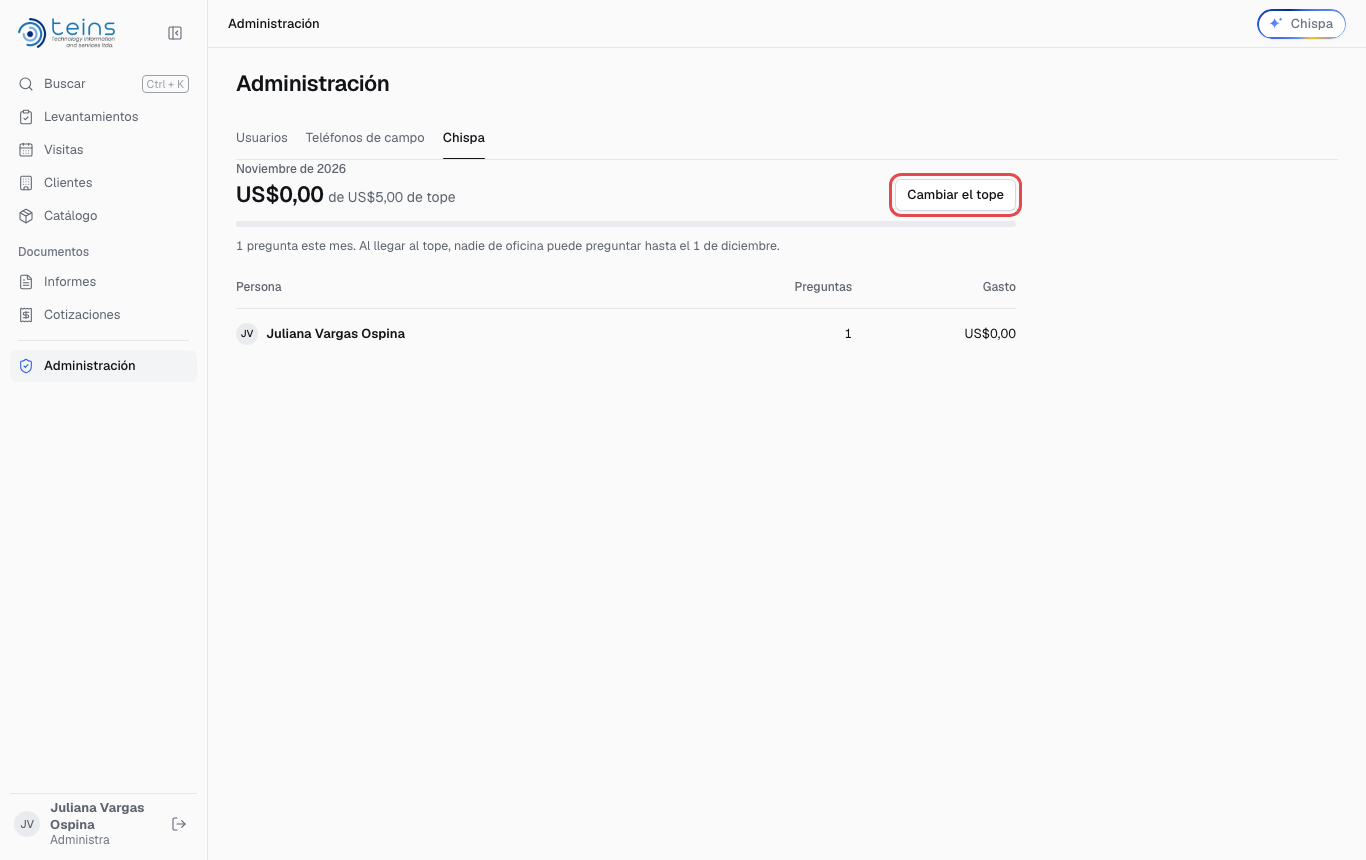 teins
Technology information
and services ltda.
Buscar
Ctrl + K
Levantamientos
Visitas
Clientes
Catálogo
Documentos
Informes
Cotizaciones
Administración
JV
Juliana Vargas
Ospina
Administra
Administración
Chispa
Administración
Usuarios Teléfonos de campo Chispa
Noviembre de 2026
US$0,00 de US$5,00 de tope
Cambiar el tope
1 pregunta este mes. Al llegar al tope, nadie de oficina puede preguntar hasta el 1 de diciembre.
Persona Preguntas Gasto
JV Juliana Vargas Ospina 1 US$0,00